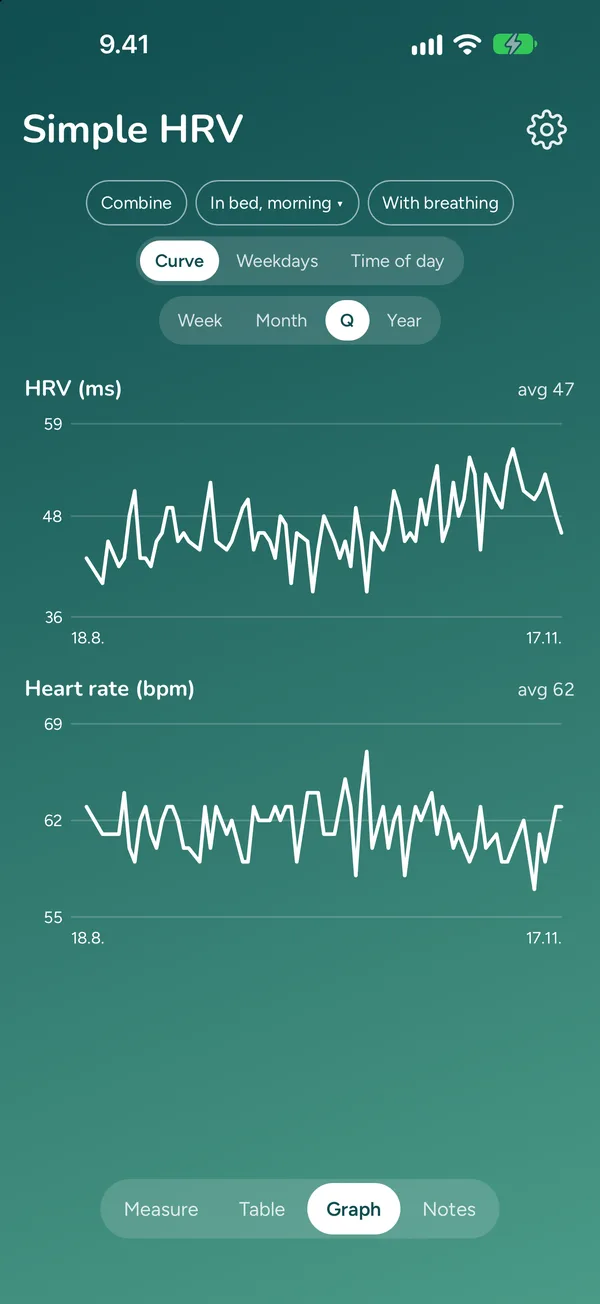 9.41
Simple HRV
Combine In bed, morning ▾ With breathing
Curve Weekdays Time of day
Week Month Q Year
HRV (ms) avg 47
59
48
36
18.8. 17.11.
Heart rate (bpm) avg 62
69
62
55
18.8. 17.11.
Measure Table Graph Notes